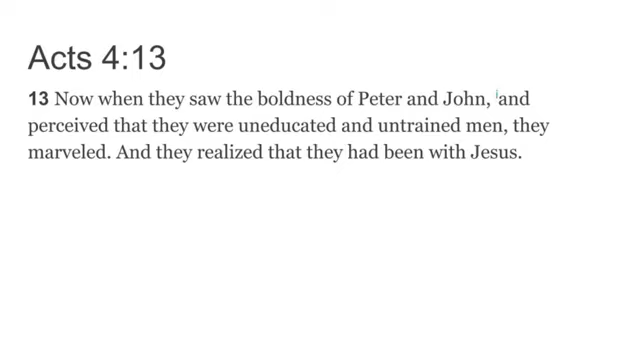 Acts 4:13
13 Now when they saw the boldness of Peter and John, iand
perceived that they were uneducated and untrained men, they
marveled. And they realized that they had been with Jesus.